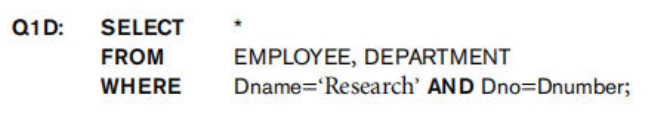 Q1D: SELECT *
FROM EMPLOYEE, DEPARTMENT
WHERE Dname=‘Research’ AND Dno=Dnumber;